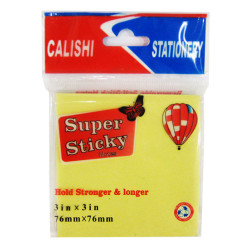 CALISHI STATIONERY
Super
Sticky
Hold Stronger & longer
3 in × 3 in
76mm×76mm